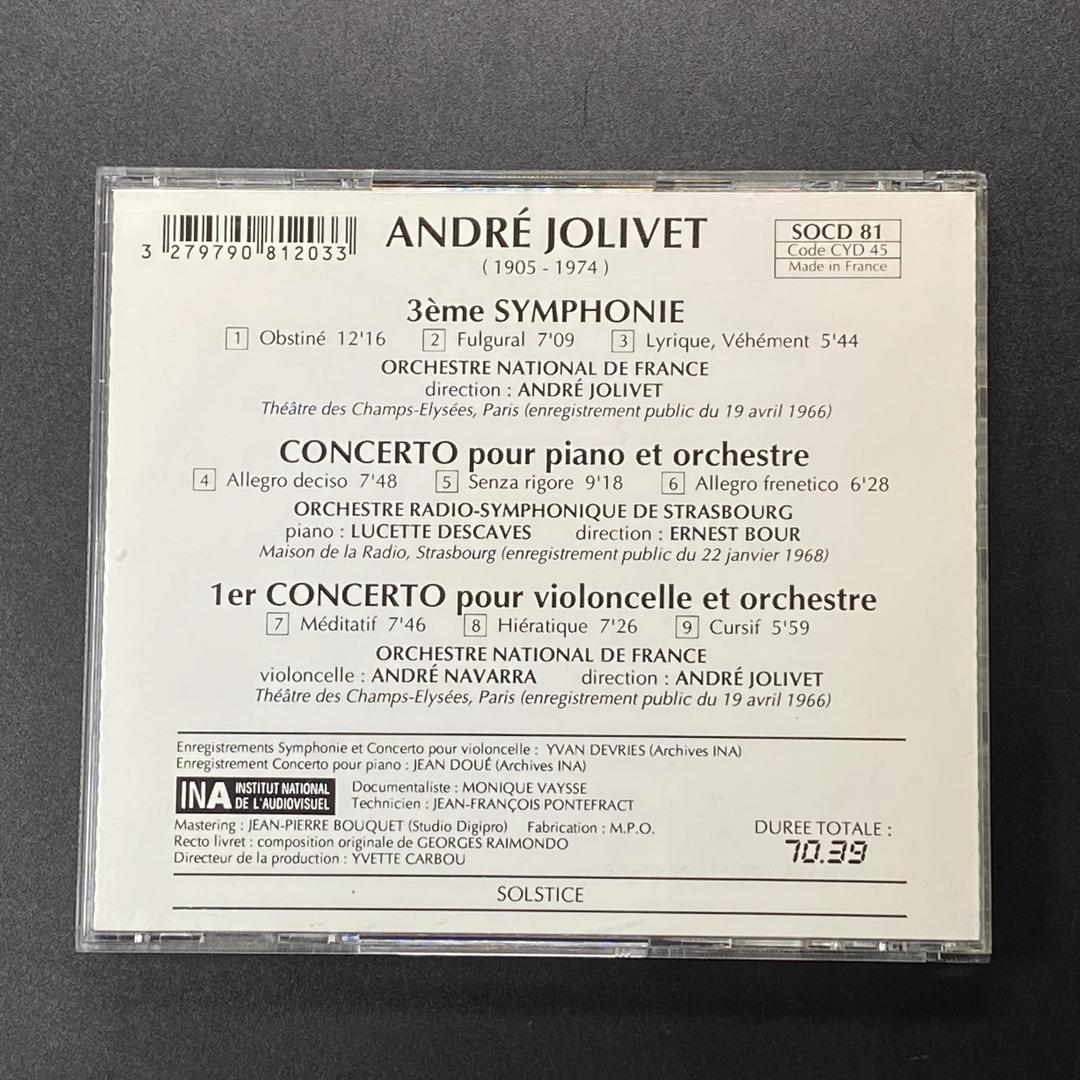 3 279790 812033
ANDRÉ JOLIVET
( 1905 - 1974 )
SOCD 81
Code CYD 45
Made in France
3ème SYMPHONIE
1 Obstiné 12'16 2 Fulgural 7'09 3 Lyrique, Véhément 5'44
ORCHESTRE NATIONAL DE FRANCE
direction : ANDRÉ JOLIVET
Théâtre des Champs-Elysées, Paris (enregistrement public du 19 avril 1966)
CONCERTO pour piano et orchestre
4 Allegro deciso 7'48 5 Senza rigore 9'18 6 Allegro frenetico 6'28
ORCHESTRE RADIO-SYMPHONIQUE DE STRASBOURG
piano : LUCETTE DESCAVES direction : ERNEST BOUR
Maison de la Radio, Strasbourg (enregistrement public du 22 janvier 1968)
1er CONCERTO pour violoncelle et orchestre
7 Méditatif 7'46 8 Hiératique 7'26 9 Cursif 5'59
ORCHESTRE NATIONAL DE FRANCE
violoncelle : ANDRÉ NAVARRA direction : ANDRÉ JOLIVET
Théâtre des Champs-Elysées, Paris (enregistrement public du 19 avril 1966)
Enregistrements Symphonie et Concerto pour violoncelle : YVAN DEVRIES (Archives INA)
Enregistrement Concerto pour piano : JEAN DOUÉ (Archives INA)
INA INSTITUT NATIONAL
DE L'AUDIOVISUEL
Documentaliste : MONIQUE VAYSSE
Technicien : JEAN-FRANÇOIS PONTEFRACT
Mastering : JEAN-PIERRE BOUQUET (Studio Digipro) Fabrication : M.P.O.
Recto livret : composition originale de GEORGES RAIMONDO
Directeur de la production : YVETTE CARBOU
DUREE TOTALE :
70.39
SOLSTICE